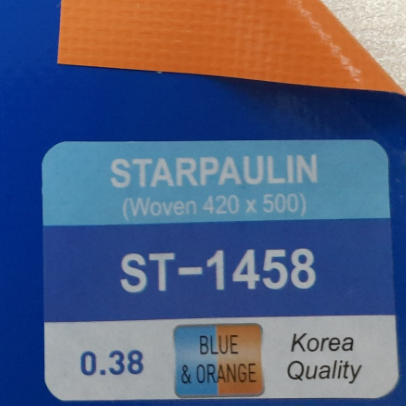 STARPAULIN
(Woven 420 x 500)
ST-1458
0.38
BLUE
& ORANGE
Korea
Quality